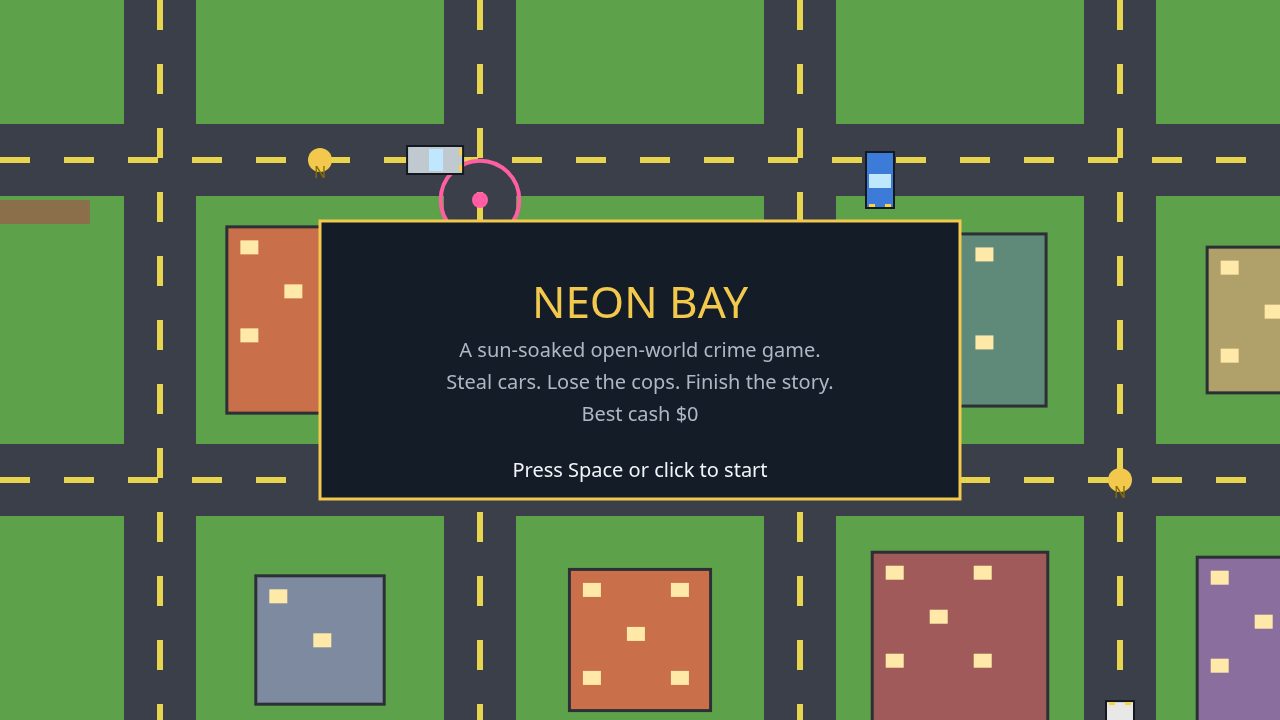 N
NEON BAY
A sun-soaked open-world crime game.
Steal cars. Lose the cops. Finish the story.
Best cash $0
Press Space or click to start
N